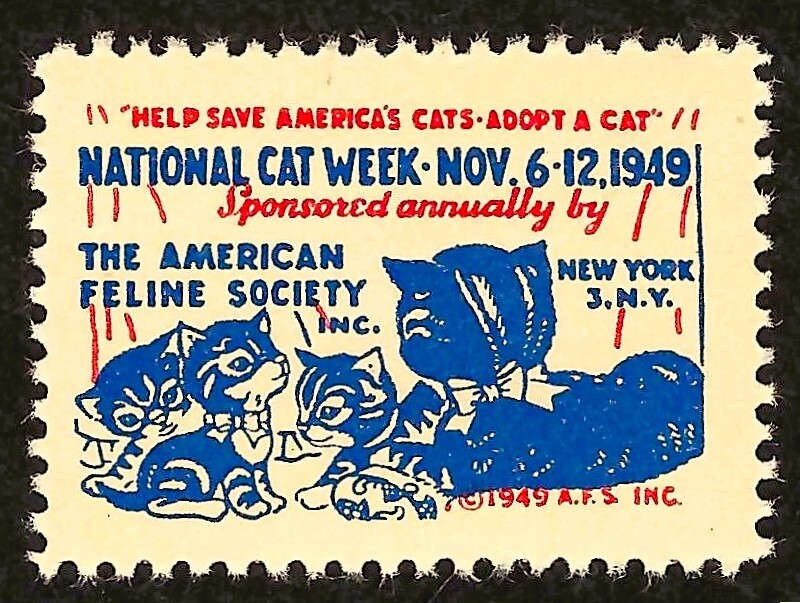 "HELP SAVE AMERICA'S CATS·ADOPT A CAT"
NATIONAL CAT WEEK·NOV. 6·12, 1949
Sponsored annually by
THE AMERICAN
FELINE SOCIETY
INC.
NEW YORK
3, N.Y.
©1949 A.F.S. INC.